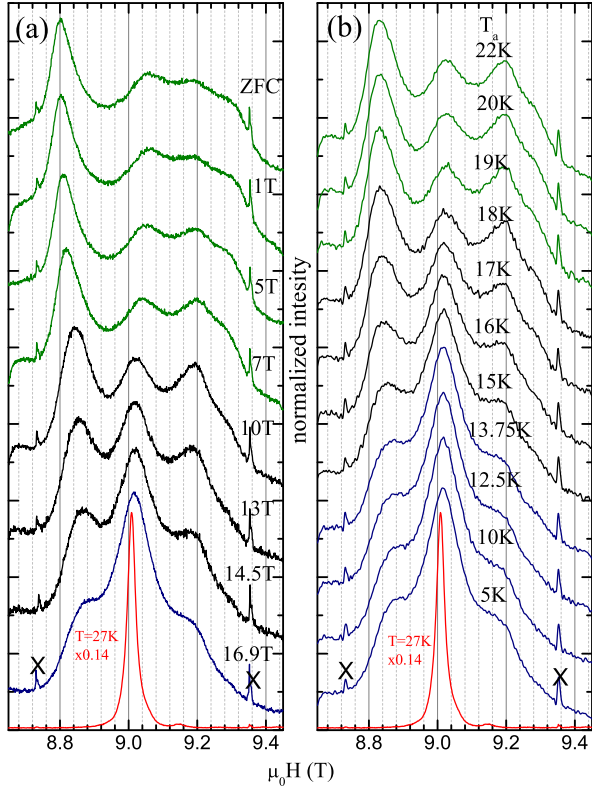 (a)
ZFC
1T
5T
7T
10T
13T
14.5T
16.9T
T=27K
x0.14
X
X
8.8
9.0
9.2
9.4
(b)
T_a
22K
20K
19K
18K
17K
16K
15K
13.75K
12.5K
10K
5K
T=27K
x0.14
X
X
8.8
9.0
9.2
9.4
normalized intesity
μ₀H (T)